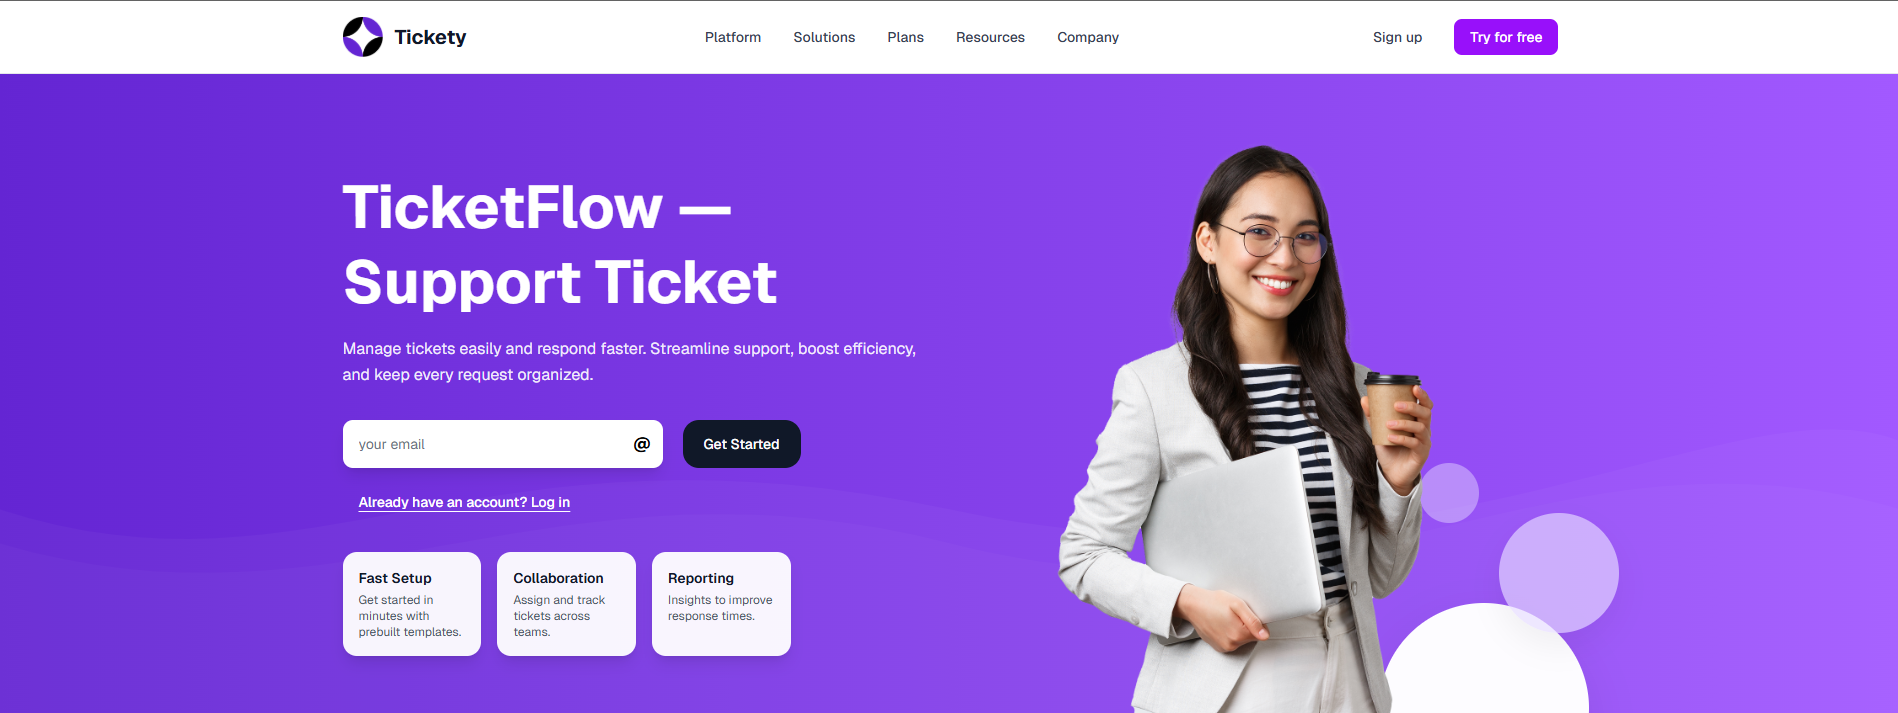 Tickety
Platform
Solutions
Plans
Resources
Company
Sign up
Try for free
TicketFlow —
Support Ticket
Manage tickets easily and respond faster. Streamline support, boost efficiency,
and keep every request organized.
your email
@
Get Started
Already have an account? Log in
Fast Setup
Get started in
minutes with
prebuilt templates.
Collaboration
Assign and track
tickets across
teams.
Reporting
Insights to improve
response times.